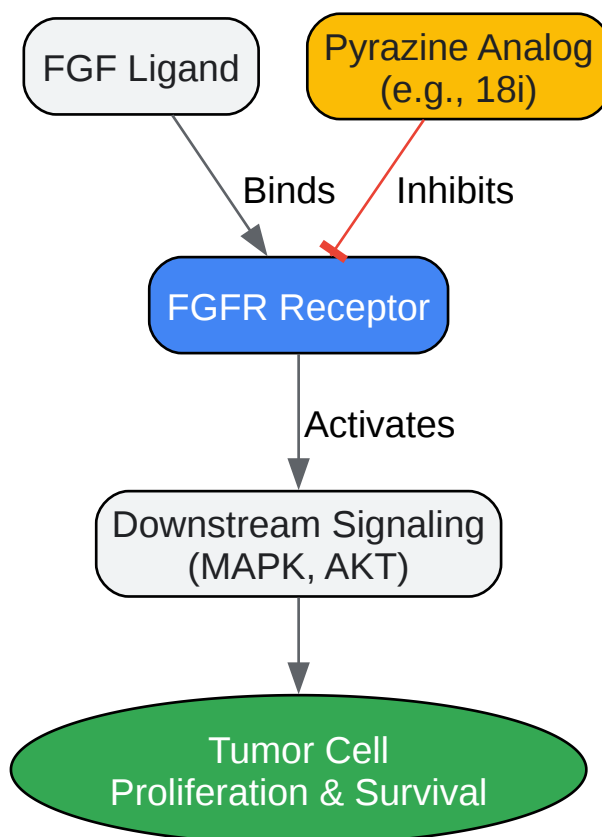 FGF Ligand
Pyrazine Analog
(e.g., 18i)
Binds
Inhibits
FGFR Receptor
Activates
Downstream Signaling
(MAPK, AKT)
Tumor Cell
Proliferation & Survival